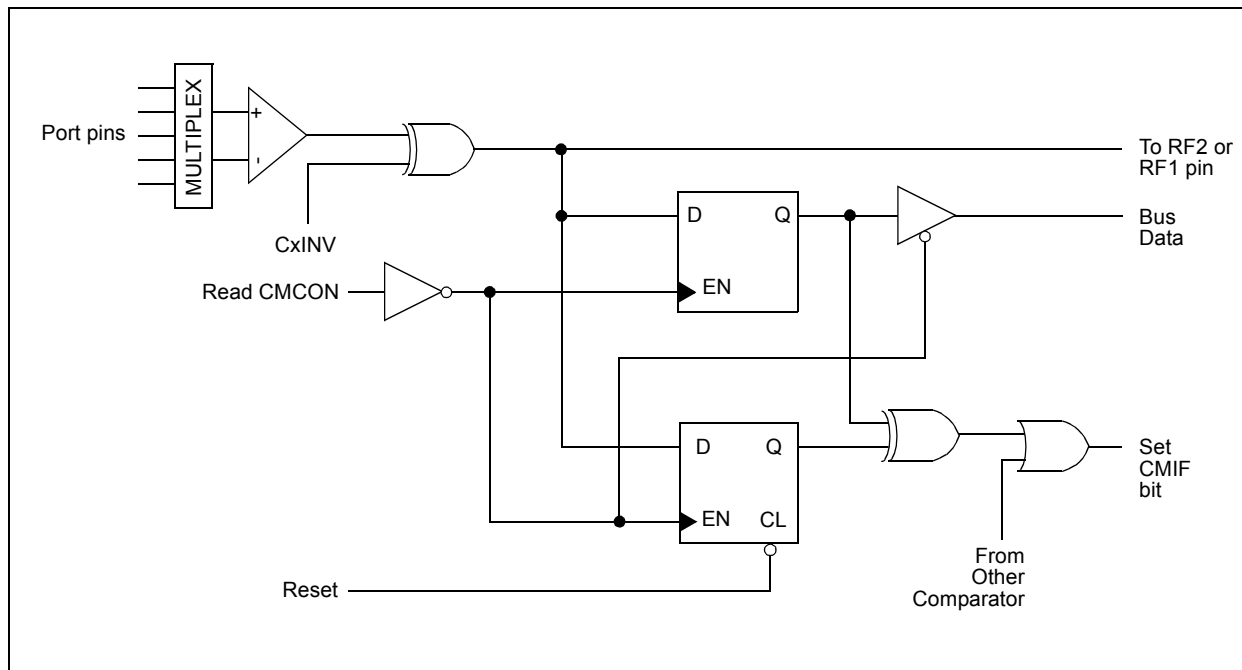 Port pins
MULTIPLEX
+
-
CxINV
To RF2 or
RF1 pin
D
Q
EN
Bus
Data
Read CMCON
D
Q
EN
CL
Set
CMIF
bit
From
Other
Comparator
Reset